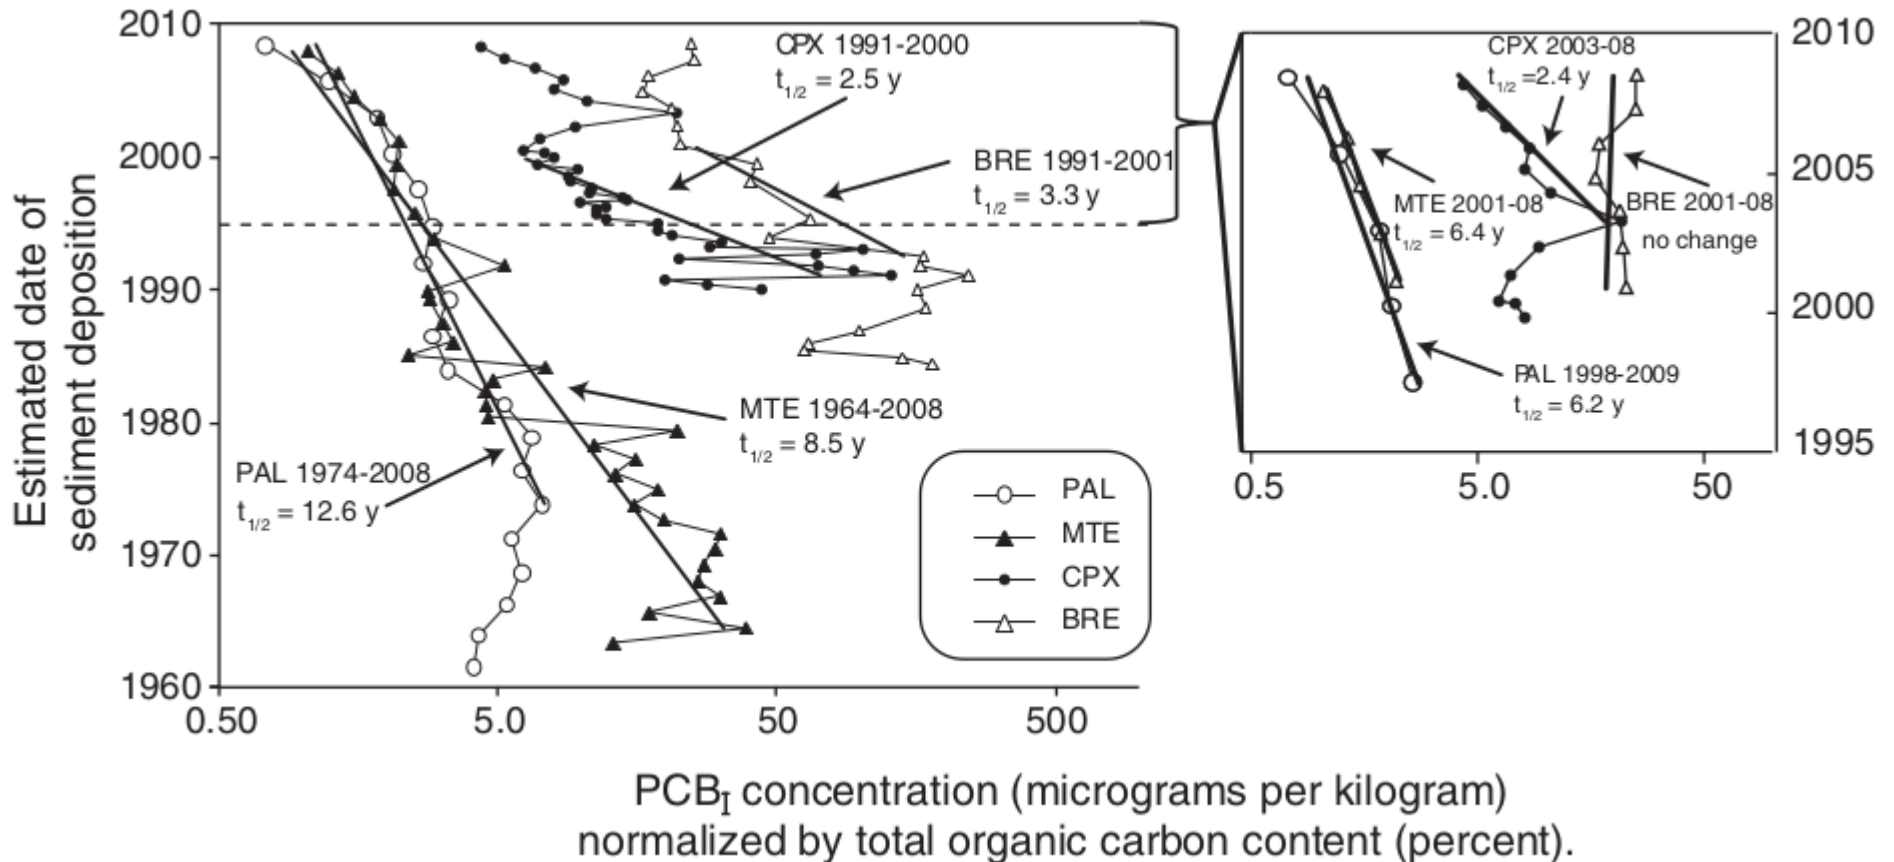 2010
2000
1990
1980
1970
1960
0.50
5.0
50
500
Estimated date of
sediment deposition
CPX 1991-2000
t1/2 = 2.5 y
BRE 1991-2001
t1/2 = 3.3 y
MTE 1964-2008
t1/2 = 8.5 y
PAL 1974-2008
t1/2 = 12.6 y
PAL
MTE
CPX
BRE
CPX 2003-08
t1/2 =2.4 y
MTE 2001-08
t1/2 = 6.4 y
BRE 2001-08
no change
PAL 1998-2009
t1/2 = 6.2 y
2010
2005
2000
1995
0.5
5.0
50
PCBI concentration (micrograms per kilogram)
normalized by total organic carbon content (percent).